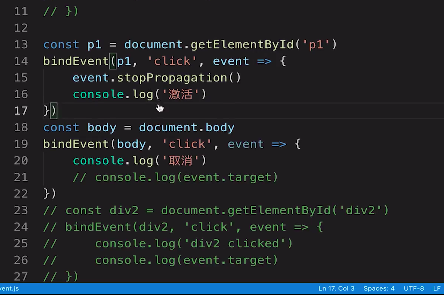 11 // })
12
13 const p1 = document.getElementById('p1')
14 bindEvent(p1, 'click', event => {
15     event.stopPropagation()
16     console.log('激活')
17 })
18 const body = document.body
19 bindEvent(body, 'click', event => {
20     console.log('取消')
21     // console.log(event.target)
22 })
23 // const div2 = document.getElementById('div2')
24 // bindEvent(div2, 'click', event => {
25 //     console.log('div2 clicked')
26 //     console.log(event.target)
27 // })
vent.js Ln 17, Col 3 Spaces: 4 UTF-8 LF